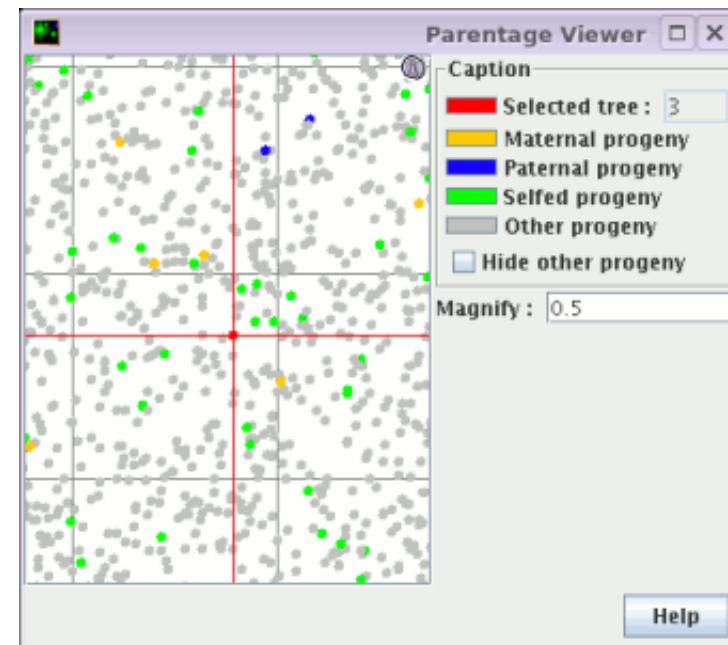 Parentage Viewer
Caption
Selected tree : 3
Maternal progeny
Paternal progeny
Selfed progeny
Other progeny
Hide other progeny
Magnify : 0.5
Help